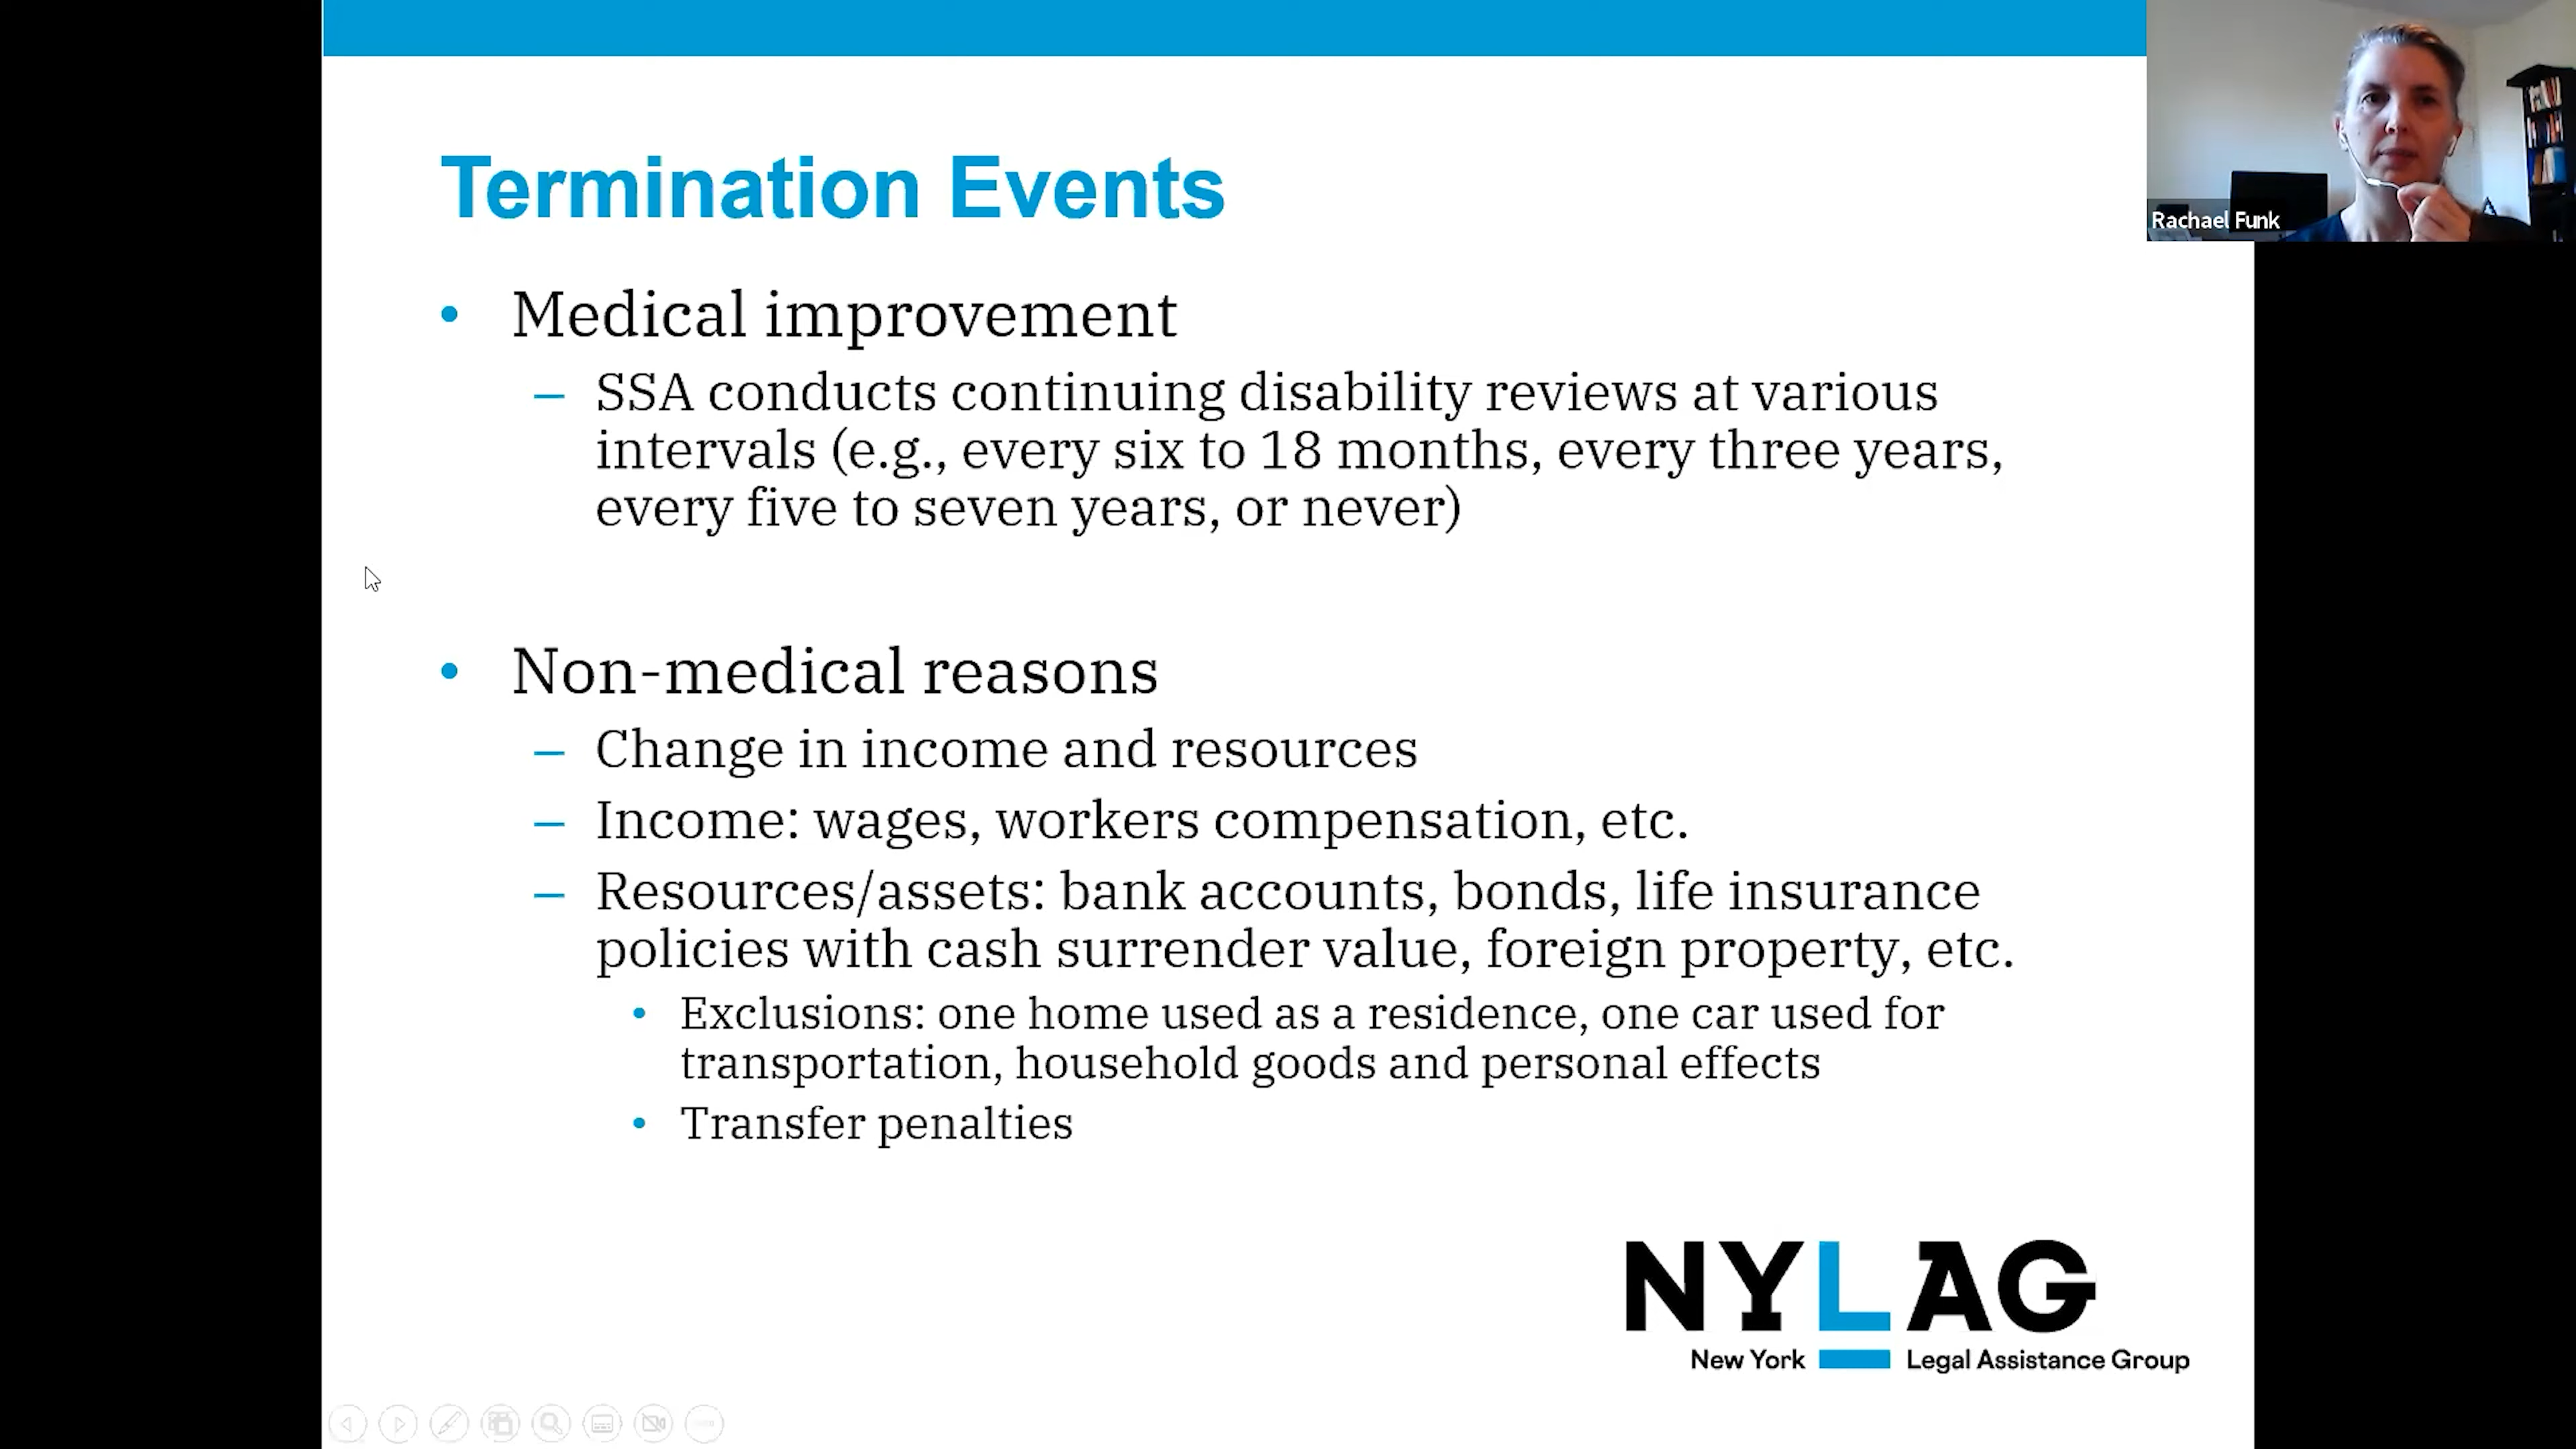 Termination Events
Rachael Funk
• Medical improvement
– SSA conducts continuing disability reviews at various
intervals (e.g., every six to 18 months, every three years,
every five to seven years, or never)
• Non-medical reasons
– Change in income and resources
– Income: wages, workers compensation, etc.
– Resources/assets: bank accounts, bonds, life insurance
policies with cash surrender value, foreign property, etc.
• Exclusions: one home used as a residence, one car used for
transportation, household goods and personal effects
• Transfer penalties
NYLAG
New York Legal Assistance Group